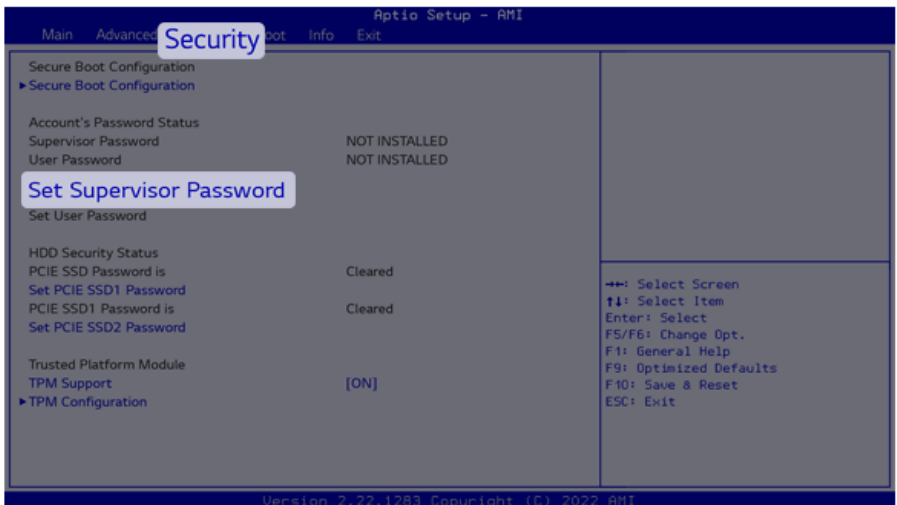 Aptio Setup - AMI
Main Advanced Security oot Info Exit
Secure Boot Configuration
►Secure Boot Configuration
Account's Password Status
Supervisor Password NOT INSTALLED
User Password NOT INSTALLED
Set Supervisor Password
Set User Password
HDD Security Status
PCIE SSD Password is Cleared
Set PCIE SSD1 Password
PCIE SSD1 Password is Cleared
Set PCIE SSD2 Password
Trusted Platform Module
TPM Support [ON]
►TPM Configuration
→←: Select Screen
↑↓: Select Item
Enter: Select
F5/F6: Change Opt.
F1: General Help
F9: Optimized Defaults
F10: Save & Reset
ESC: Exit
Version 2.22.1283 Copyright (C) 2022 AMI